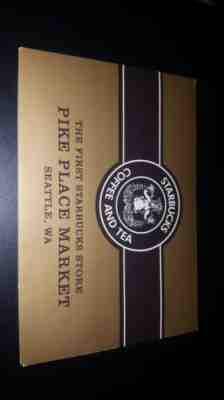 STARBUCKS
COFFEE AND TEA
THE FIRST STARBUCKS STORE
PIKE PLACE MARKET
SEATTLE, WA